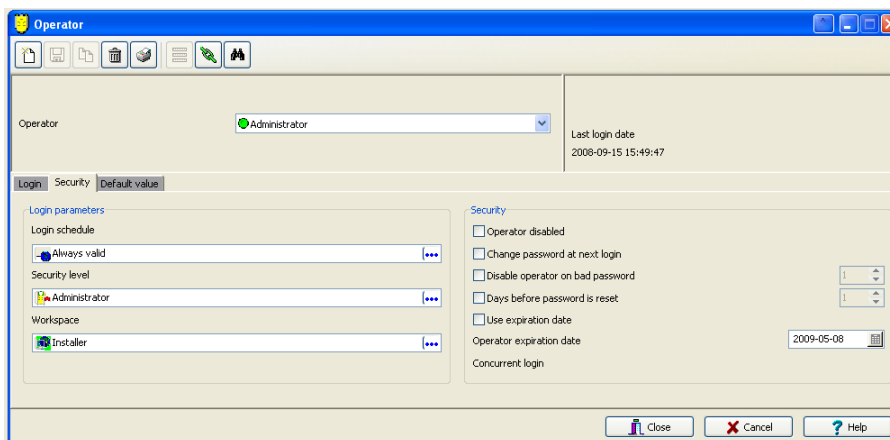 Operator
Operator
Administrator
Last login date
2008-09-15 15:49:47
Login Security Default value
Login parameters
Login schedule
Always valid
Security level
Administrator
Workspace
Installer
Security
Operator disabled
Change password at next login
Disable operator on bad password 1
Days before password is reset 1
Use expiration date
Operator expiration date 2009-05-08
Concurrent login
Close Cancel Help